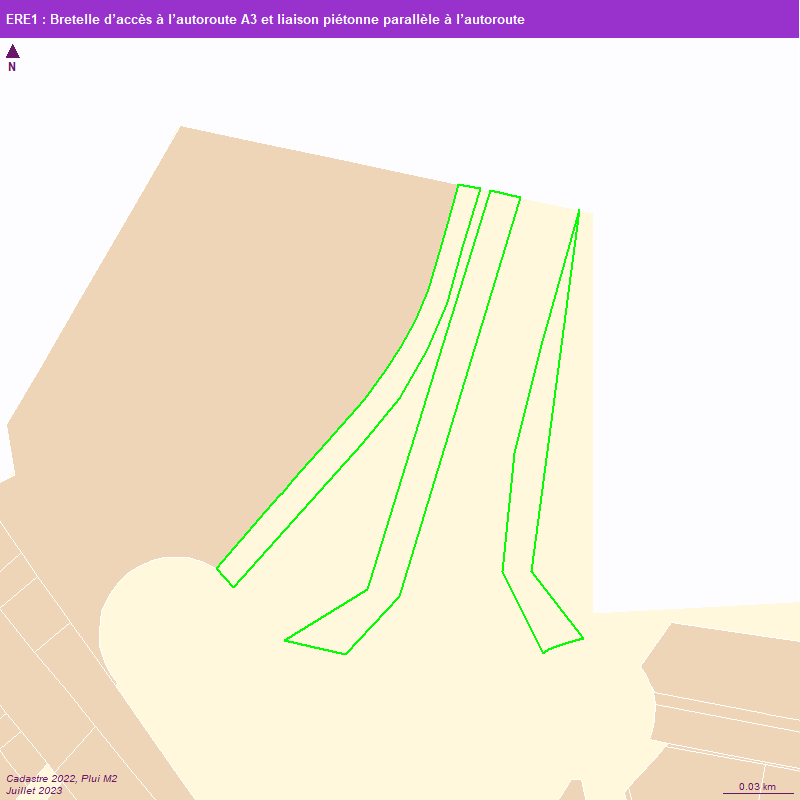 ERE1 : Bretelle d’accès à l’autoroute A3 et liaison piétonne parallèle à l’autoroute
N
Cadastre 2022, Plui M2
Juillet 2023
0.03 km